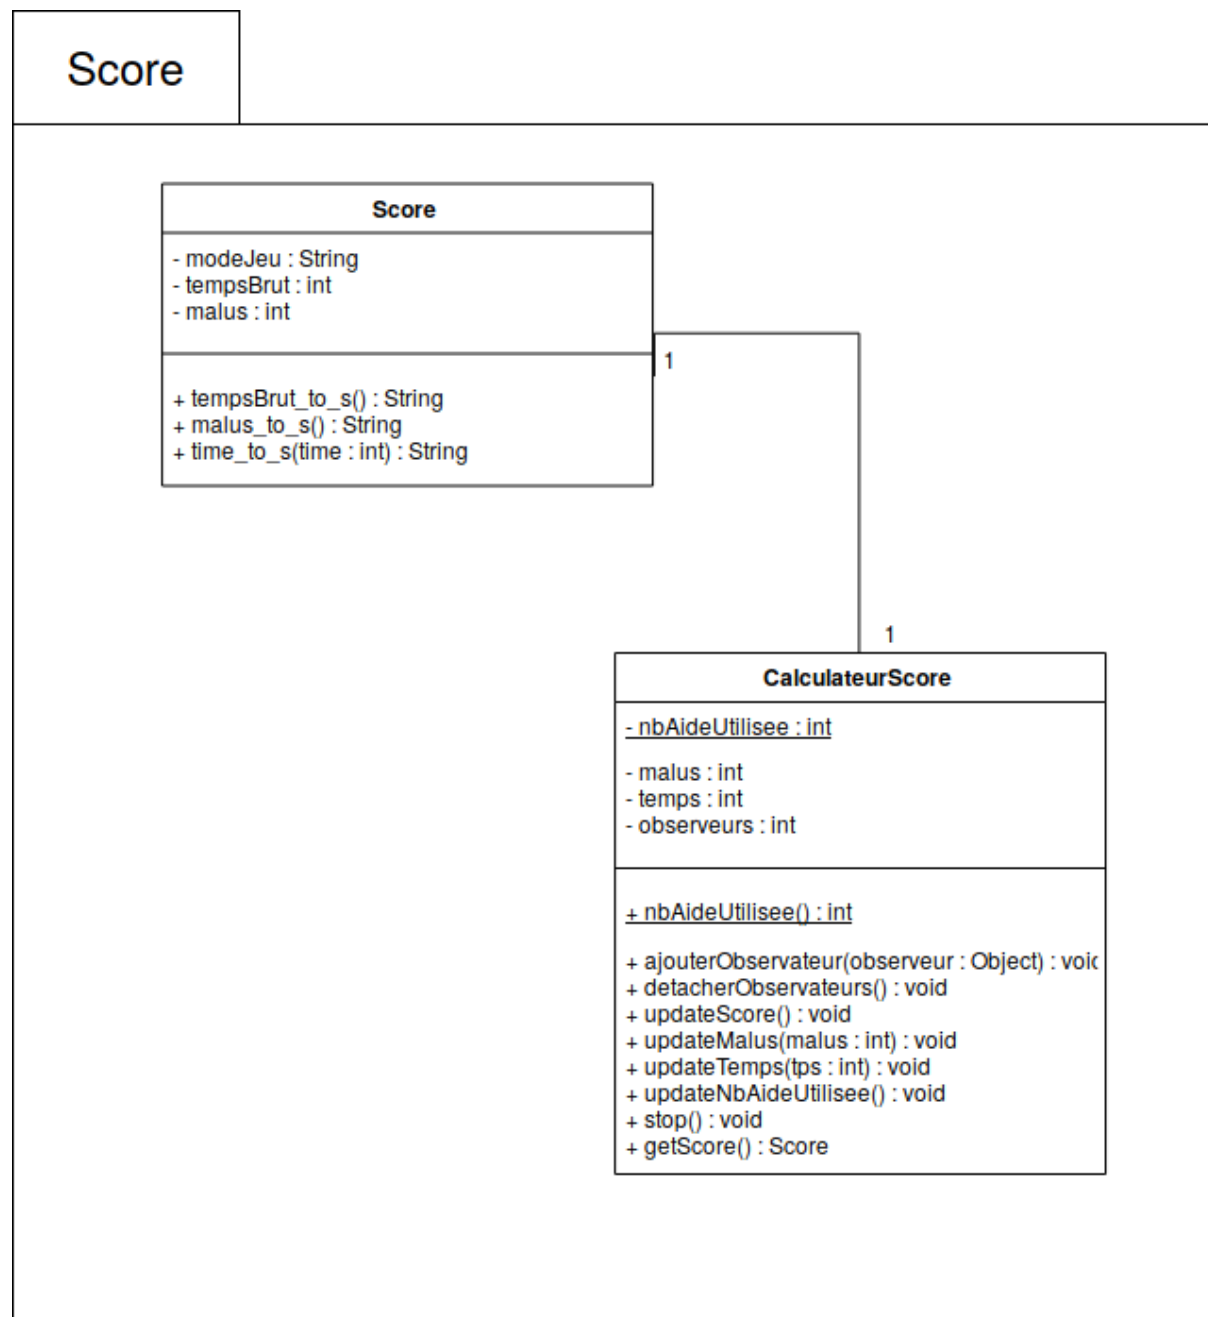 Score
Score
- modeJeu : String
- tempsBrut : int
- malus : int
1
+ tempsBrut_to_s() : String
+ malus_to_s() : String
+ time_to_s(time : int) : String
1
CalculateurScore
- nbAideUtilisee : int
- malus : int
- temps : int
- observeurs : int
+ nbAideUtilisee() : int
+ ajouterObservateur(observeur : Object) : voic
+ detacherObservateurs() : void
+ updateScore() : void
+ updateMalus(malus : int) : void
+ updateTemps(tps : int) : void
+ updateNbAideUtilisee() : void
+ stop() : void
+ getScore() : Score